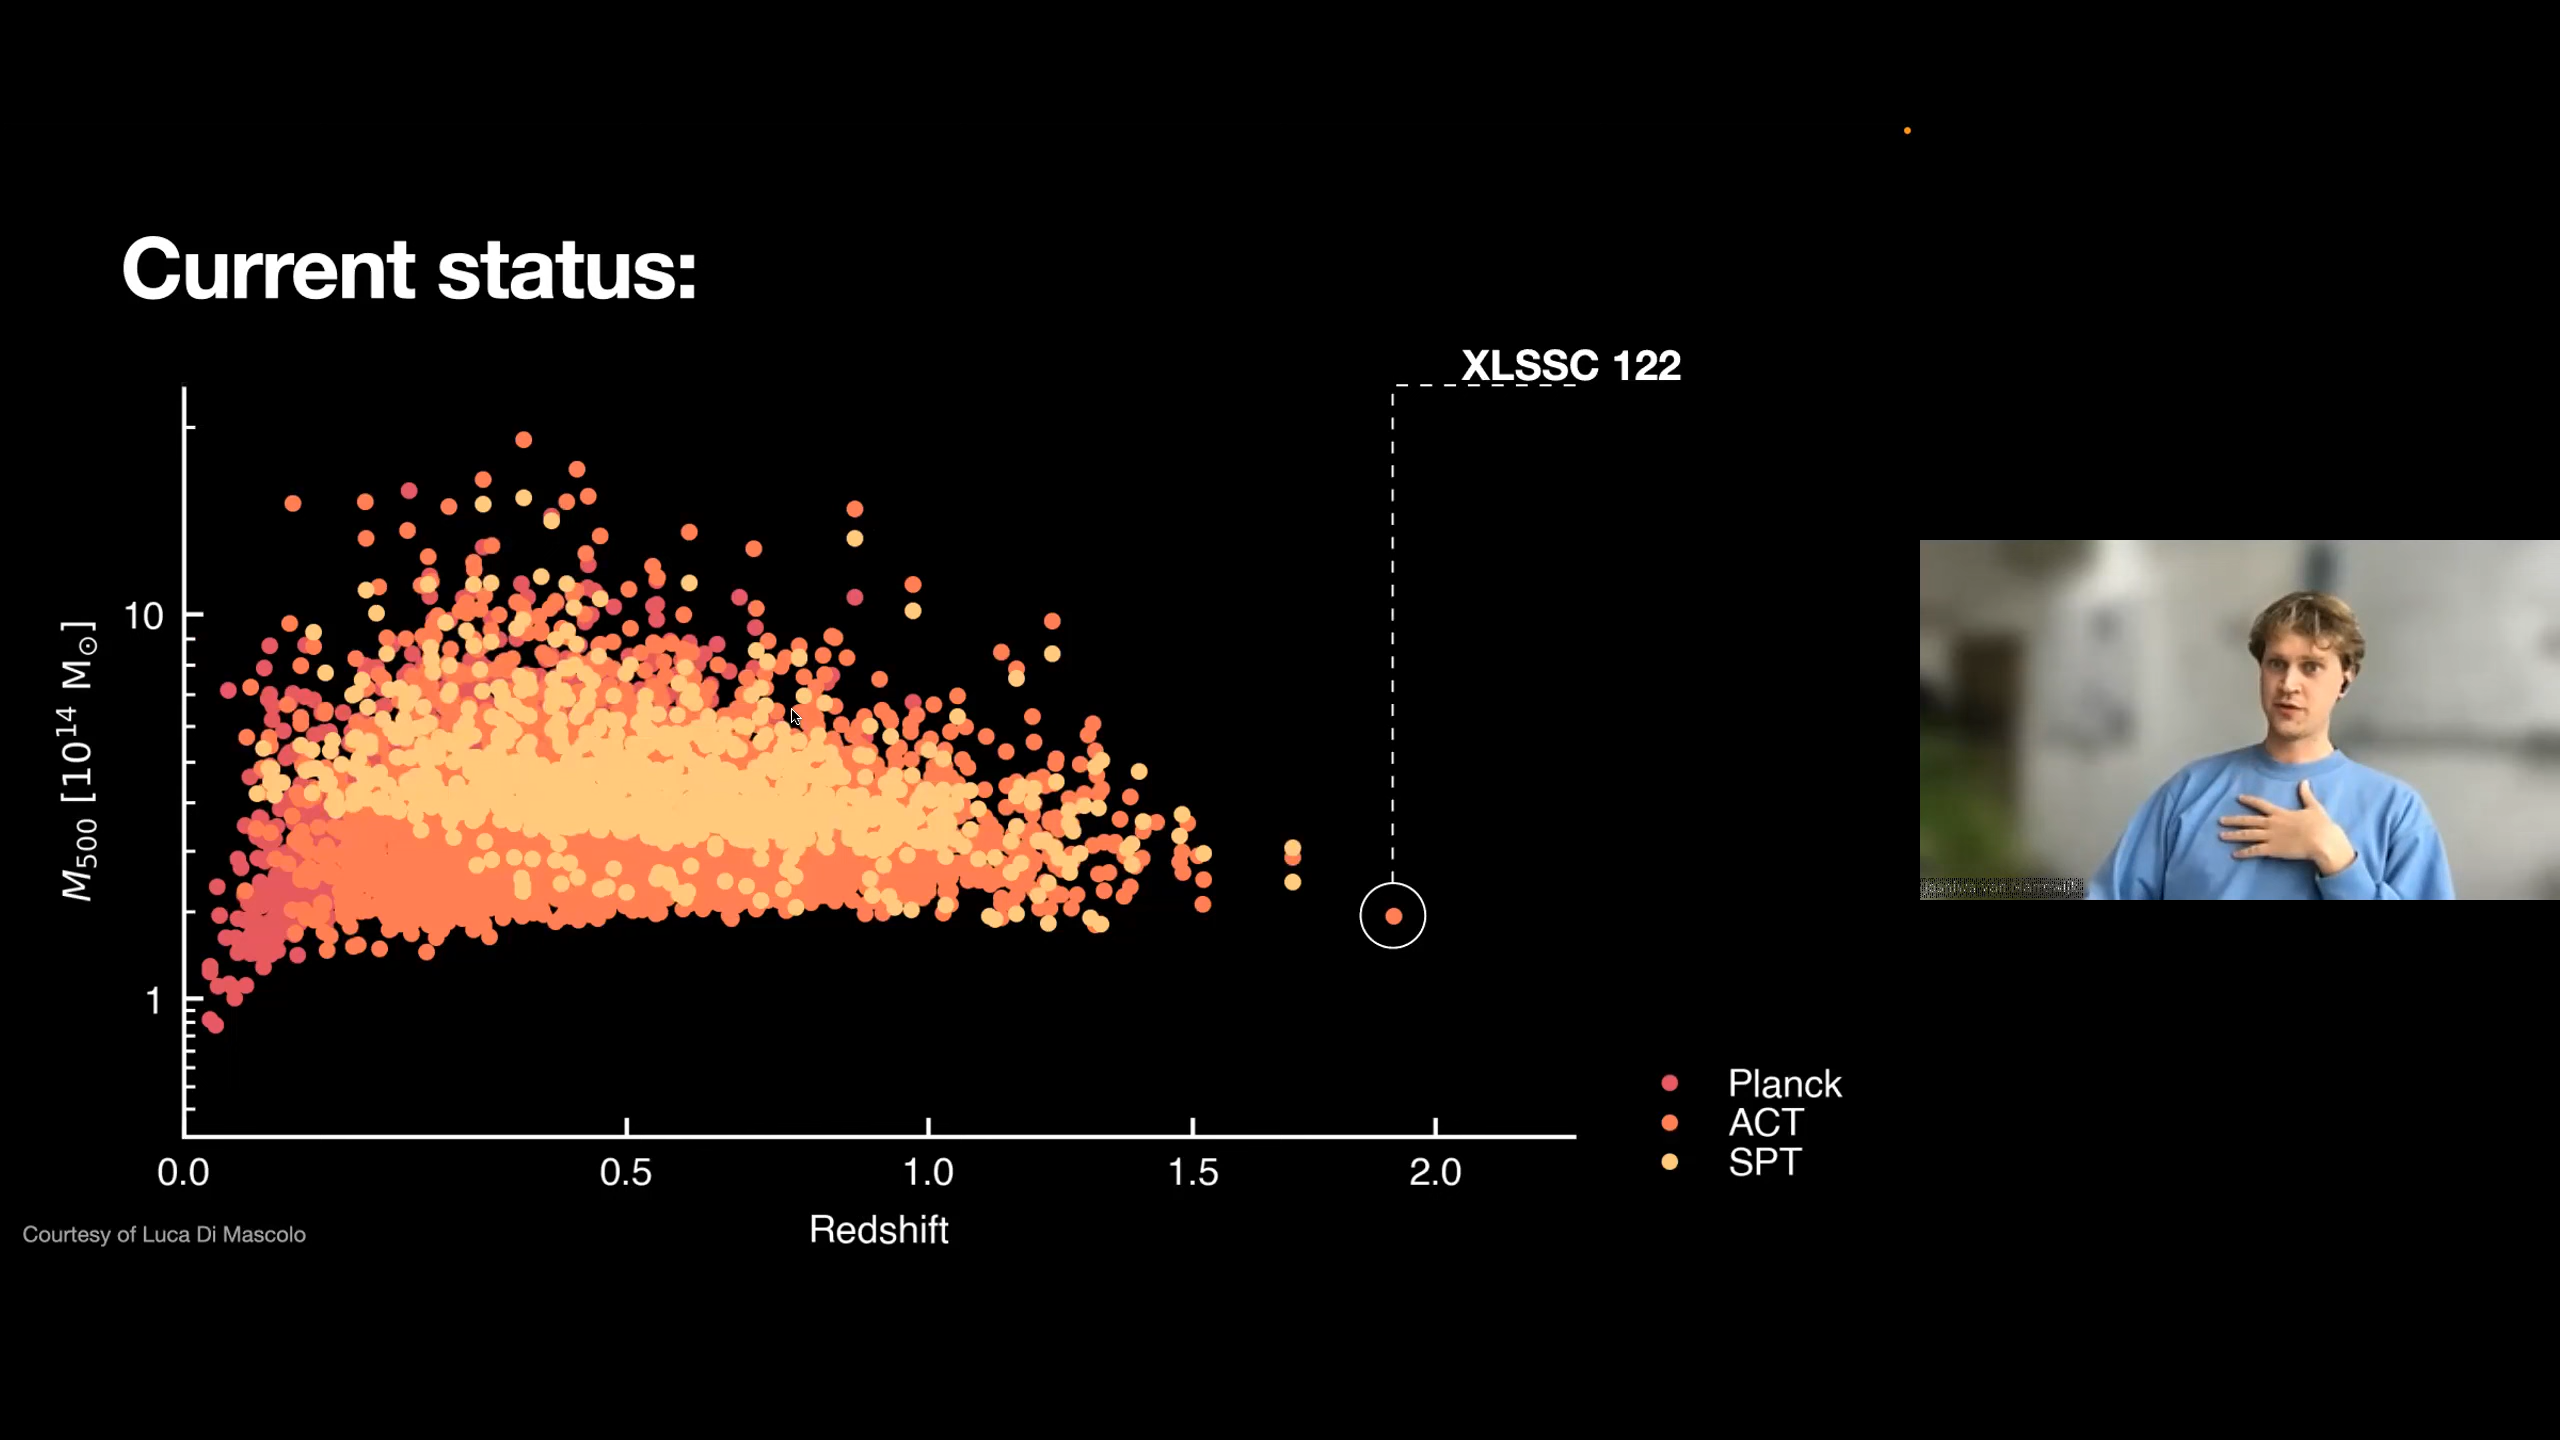 Current status:
XLSSC 122
M500 [10^14 M⊙]
10
1
0.0 0.5 1.0 1.5 2.0
Redshift
Planck
ACT
SPT
Courtesy of Luca Di Mascolo